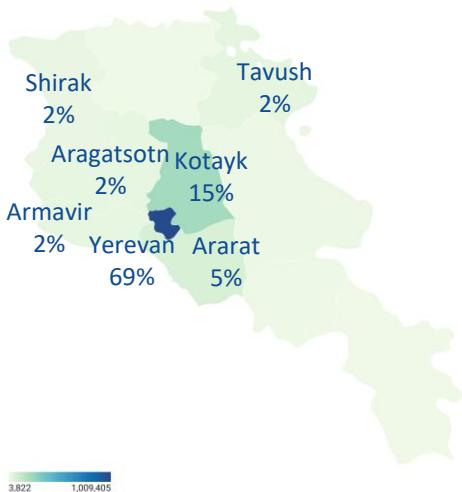 Shirak
2%
Tavush
2%
Aragatsotn
2%
Kotayk
15%
Armavir
2%
Yerevan
69%
Ararat
5%
3,822
1,009,405